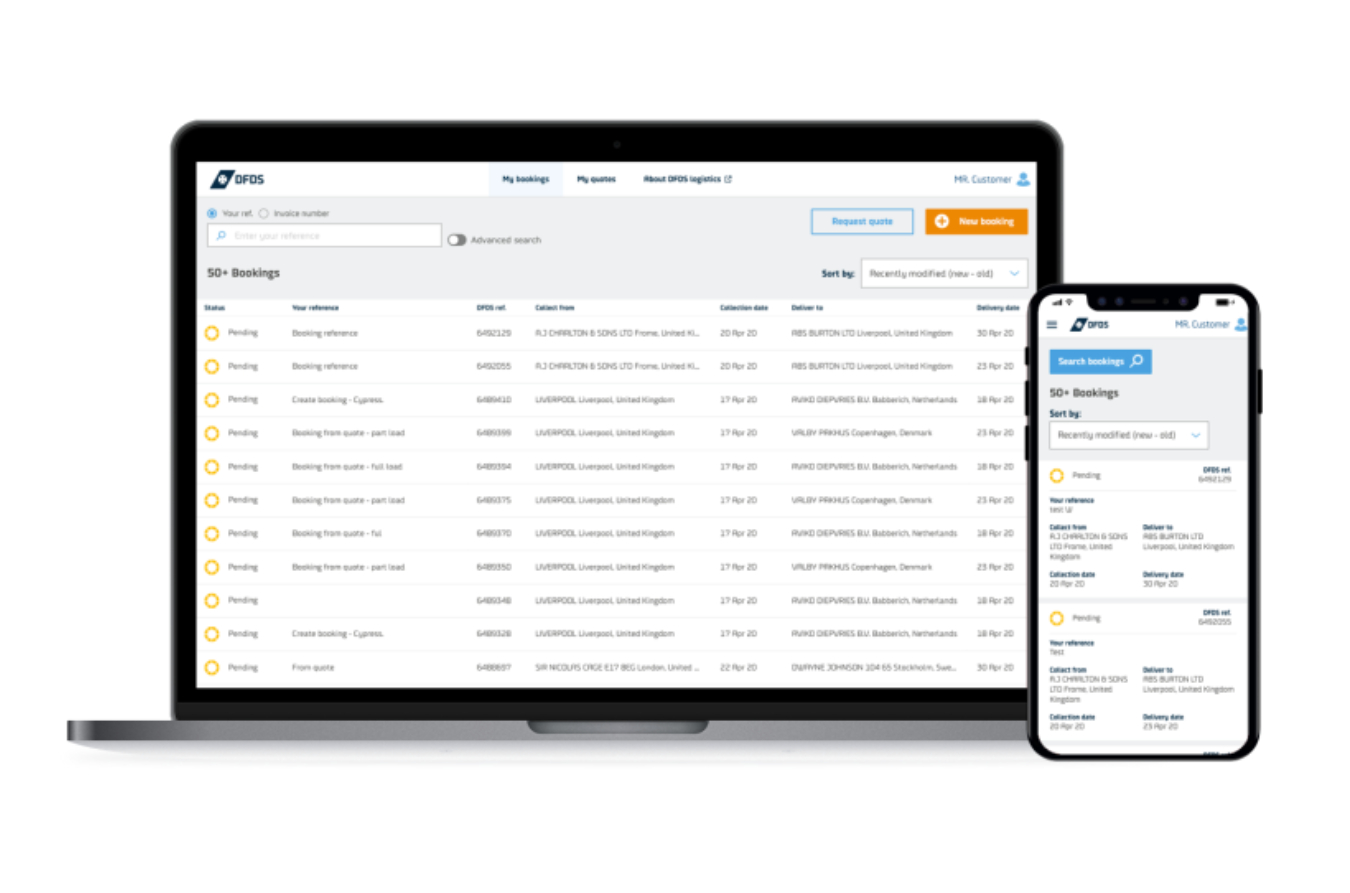 DFDS My bookings My quotes About DFDS logistics MR. Customer
Your ref. Invoice number
Enter your reference Advanced search Request quote New booking
50+ Bookings Sort by: Recently modified (new - old)
Status Your reference DFDS ref. Collect from Collection date Deliver to Delivery date
Pending Booking reference 6492129 A.J CHARLTON & SONS LTD Frome, United Ki... 20 Apr 20 ABS BURTON LTD Liverpool, United Kingdom 30 Apr 20
Pending Booking reference 6492055 A.J CHARLTON & SONS LTD Frome, United Ki... 20 Apr 20 ABS BURTON LTD Liverpool, United Kingdom 23 Apr 20
Pending Create booking - Cypress. 6489410 LIVERPOOL Liverpool, United Kingdom 17 Apr 20 AVIKO DIEPVRIES B.V. Babberich, Netherlands 18 Apr 20
Pending Booking from quote - part load 6489399 LIVERPOOL Liverpool, United Kingdom 17 Apr 20 VALBY PAKHUS Copenhagen, Denmark 23 Apr 20
Pending Booking from quote - full load 6489394 LIVERPOOL Liverpool, United Kingdom 17 Apr 20 AVIKO DIEPVRIES B.V. Babberich, Netherlands 18 Apr 20
Pending Booking from quote - part load 6489375 LIVERPOOL Liverpool, United Kingdom 17 Apr 20 VALBY PAKHUS Copenhagen, Denmark 23 Apr 20
Pending Booking from quote - ful 6489370 LIVERPOOL Liverpool, United Kingdom 17 Apr 20 AVIKO DIEPVRIES B.V. Babberich, Netherlands 18 Apr 20
Pending Booking from quote - part load 6489350 LIVERPOOL Liverpool, United Kingdom 17 Apr 20 VALBY PAKHUS Copenhagen, Denmark 23 Apr 20
Pending 6489348 LIVERPOOL Liverpool, United Kingdom 17 Apr 20 AVIKO DIEPVRIES B.V. Babberich, Netherlands 18 Apr 20
Pending Create booking - Cypress. 6489328 LIVERPOOL Liverpool, United Kingdom 17 Apr 20 AVIKO DIEPVRIES B.V. Babberich, Netherlands 18 Apr 20
Pending From quote 6488697 SIR NICOLAS CAGE E17 8EG London, United ... 22 Apr 20 DWAYNE JOHNSON 104 65 Stockholm, Swe... 30 Apr 20
DFDS MR. Customer
Search bookings
50+ Bookings
Sort by:
Recently modified (new - old)
Pending DFDS ref.
6492129
Your reference
test W
Collect from Deliver to
A.J CHARLTON & SONS ABS BURTON LTD
LTD Frome, United Liverpool, United Kingdom
Kingdom
Collection date Delivery date
20 Apr 20 30 Apr 20
Pending DFDS ref.
6492055
Your reference
Test
Collect from Deliver to
A.J CHARLTON & SONS ABS BURTON LTD
LTD Frome, United Liverpool, United Kingdom
Kingdom
Collection date Delivery date
20 Apr 20 23 Apr 20